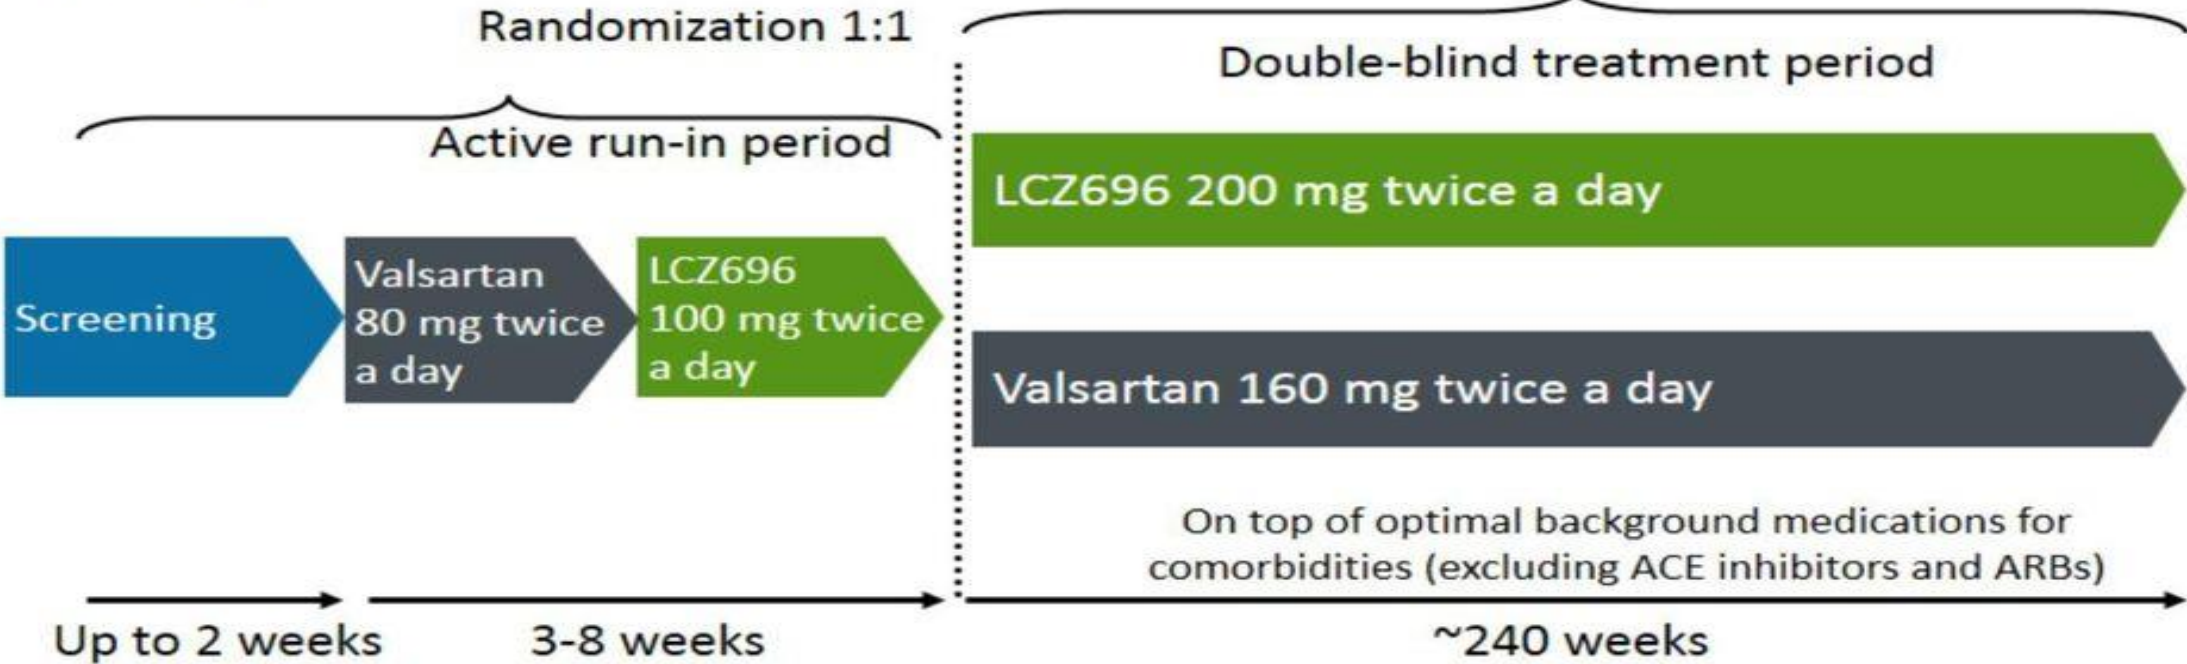 Randomization 1:1
Double-blind treatment period
Active run-in period
LCZ696 200 mg twice a day
Screening
Valsartan
80 mg twice
a day
LCZ696
100 mg twice
a day
Valsartan 160 mg twice a day
On top of optimal background medications for
comorbidities (excluding ACE inhibitors and ARBs)
Up to 2 weeks
3-8 weeks
~240 weeks